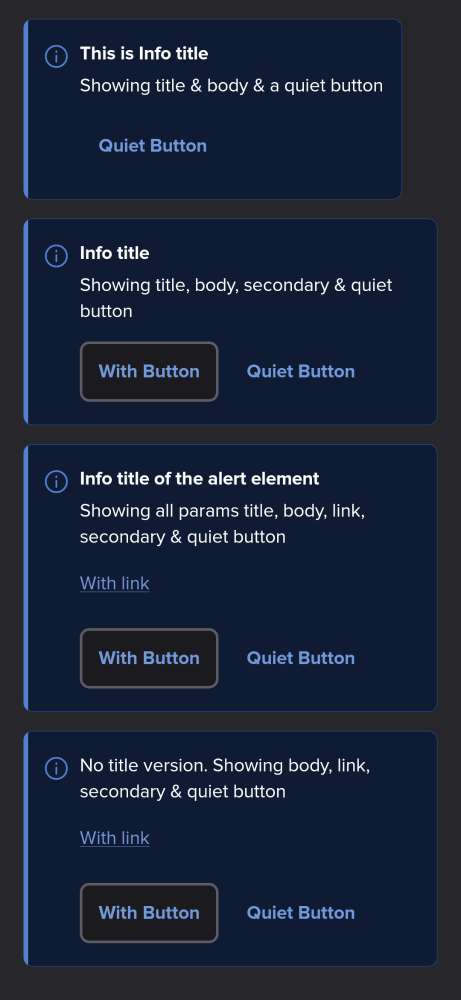 This is Info title
Showing title & body & a quiet button
Quiet Button
Info title
Showing title, body, secondary & quiet
button
With Button
Quiet Button
Info title of the alert element
Showing all params title, body, link,
secondary & quiet button
With link
With Button
Quiet Button
No title version. Showing body, link,
secondary & quiet button
With link
With Button
Quiet Button